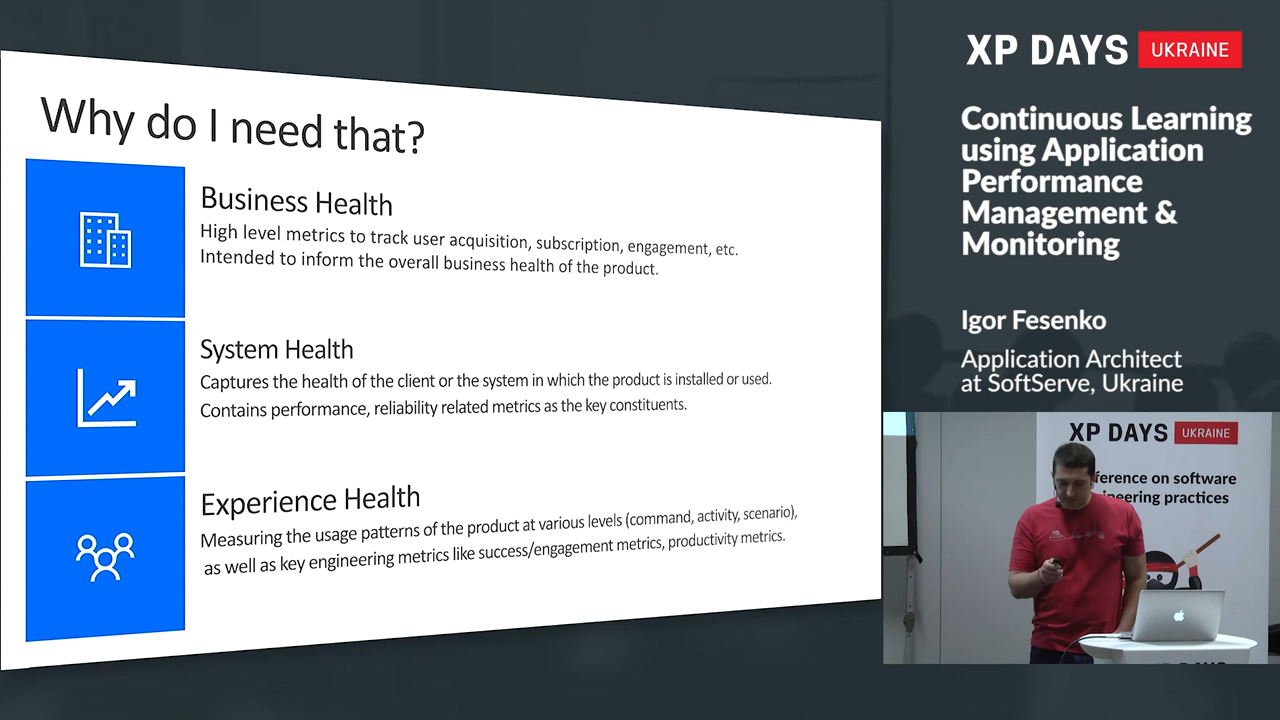 Why do I need that?
Business Health
High level metrics to track user acquisition, subscription, engagement, etc.
Intended to inform the overall business health of the product.
System Health
Captures the health of the client or the system in which the product is installed or used.
Contains performance, reliability related metrics as the key constituents.
Experience Health
Measuring the usage patterns of the product at various levels (command, activity, scenario),
as well as key engineering metrics like success/engagement metrics, productivity metrics.
XP DAYS UKRAINE
Continuous Learning
using Application
Performance
Management &
Monitoring
Igor Fesenko
Application Architect
at SoftServe, Ukraine
XP DAYS UKRAINE
ference on software
ineering practices